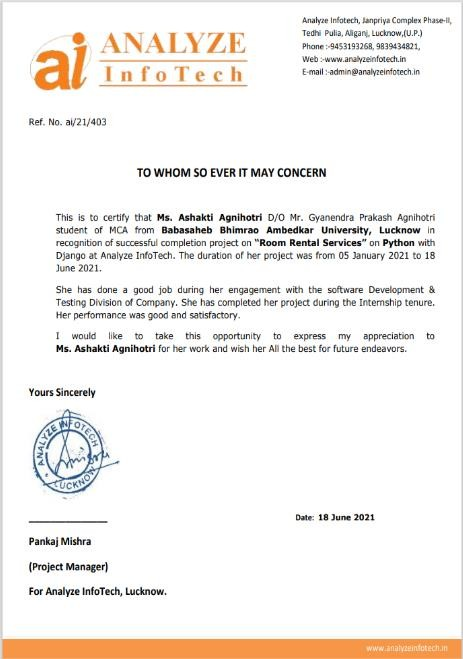 ai ANALYZE
InfoTech
Analyze Infotech, Janpriya Complex Phase-II,
Tedhi Pulia, Aliganj, Lucknow,(U.P.)
Phone :-9453193268, 9839434821,
Web :-www.analyzeinfotech.in
E-mail :-admin@analyzeinfotech.in
Ref. No. ai/21/403
TO WHOM SO EVER IT MAY CONCERN
This is to certify that Ms. Ashakti Agnihotri D/O Mr. Gyanendra Prakash Agnihotri
student of MCA from Babasaheb Bhimrao Ambedkar University, Lucknow in
recognition of successful completion project on "Room Rental Services" on Python with
Django at Analyze InfoTech. The duration of her project was from 05 January 2021 to 18
June 2021.
She has done a good job during her engagement with the software Development &
Testing Division of Company. She has completed her project during the Internship tenure.
Her performance was good and satisfactory.
I would like to take this opportunity to express my appreciation to
Ms. Ashakti Agnihotri for her work and wish her All the best for future endeavors.
Yours Sincerely
ANALYZE INFOTECH
LUCKNOW
Date: 18 June 2021
Pankaj Mishra
(Project Manager)
For Analyze InfoTech, Lucknow.
www.analyzeinfotech.in